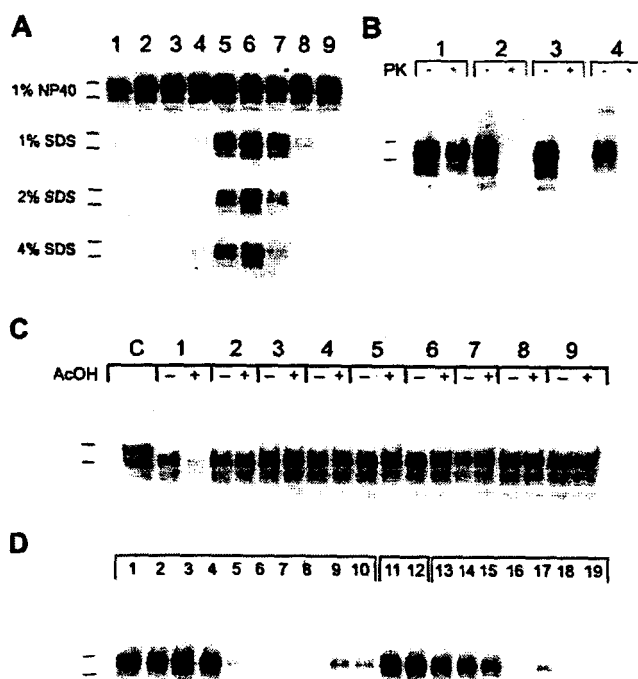 A
1 2 3 4 5 6 7 8 9
1% NP40
1% SDS
2% SDS
4% SDS
B
1 2 3 4
PK - + - + - + - +
C
C 1 2 3 4 5 6 7 8 9
AcOH - + - + - + - + - + - + - + - + - +
D
1 2 3 4 5 6 7 8 9 10 11 12 13 14 15 16 17 18 19